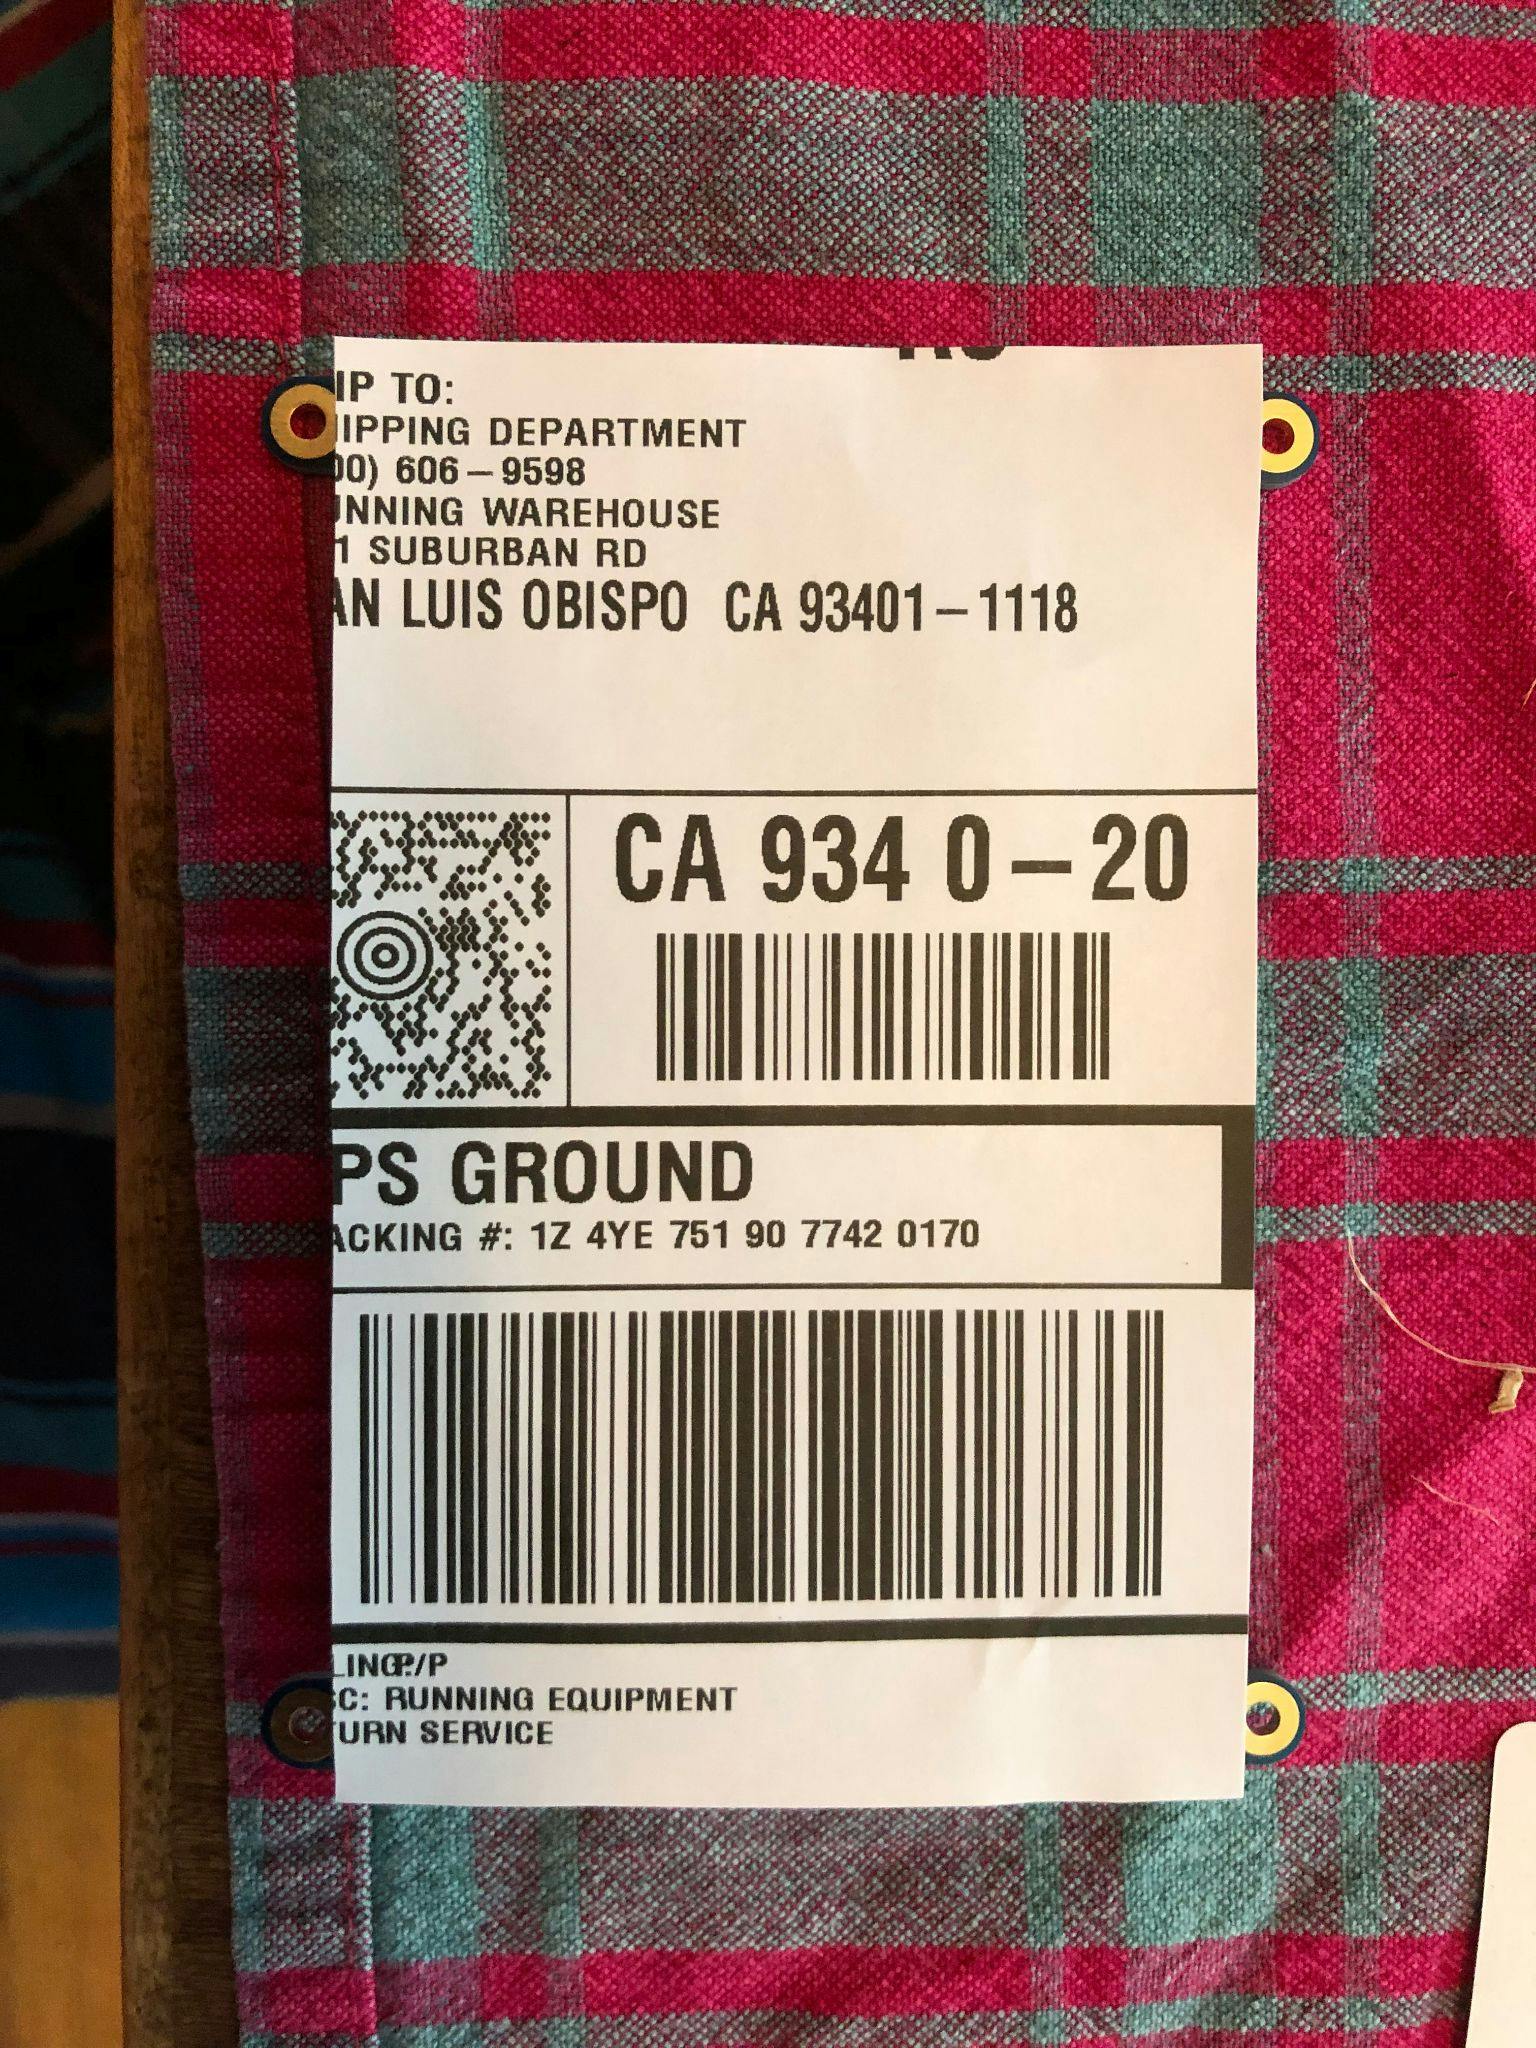 IP TO:
IPPING DEPARTMENT
00) 606-9598
UNNING WAREHOUSE
1 SUBURBAN RD
AN LUIS OBISPO CA 93401-1118
CA 934 0-20
PS GROUND
ACKING #: 1Z 4YE 751 90 7742 0170
LING: P/P
SC: RUNNING EQUIPMENT
TURN SERVICE